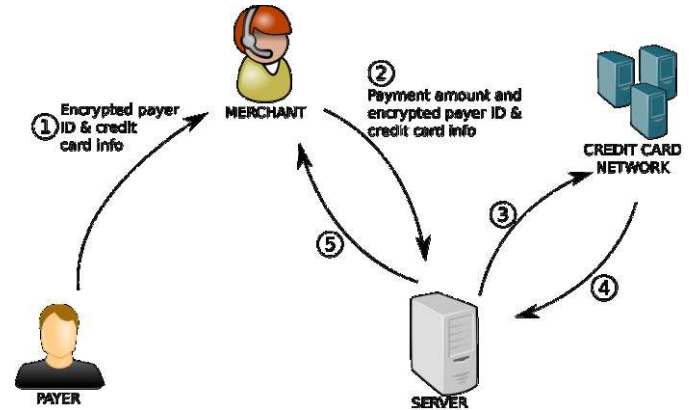 ① Encrypted payer
ID & credit
card info
MERCHANT
②
Payment amount and
encrypted payer ID &
credit card info
CREDIT CARD
NETWORK
③
⑤
④
PAYER
SERVER